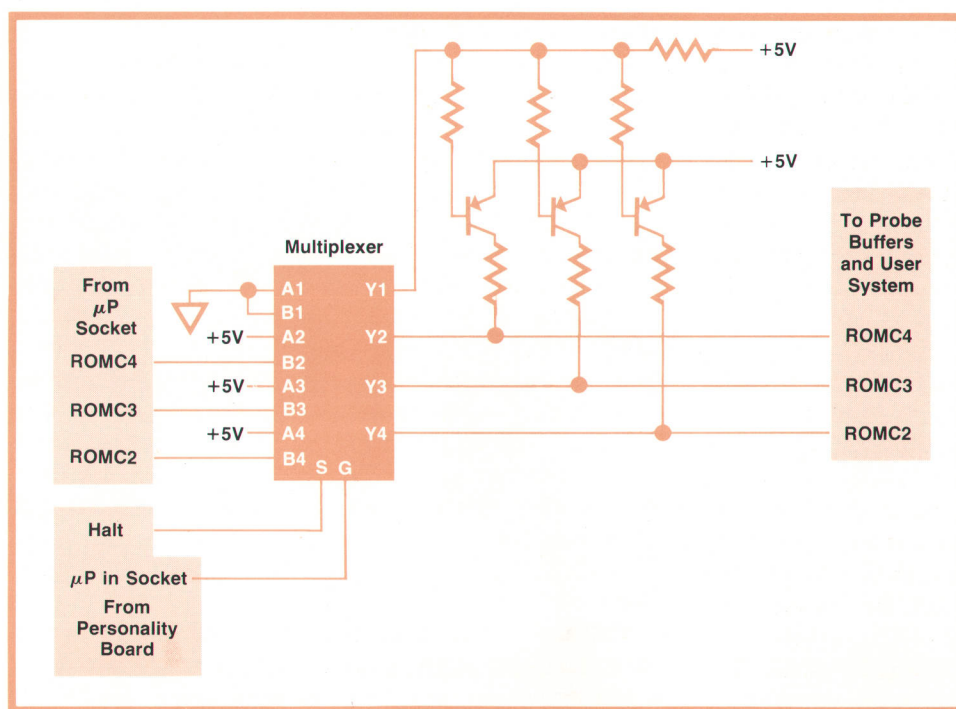 +5V
+5V
Multiplexer
From
μP
Socket
ROMC4
ROMC3
ROMC2
+5V
+5V
+5V
A1
B1
A2
B2
A3
B3
A4
B4
Y1
Y2
Y3
Y4
S G
To Probe
Buffers
and User
System
ROMC4
ROMC3
ROMC2
Halt
μP in Socket
From
Personality
Board